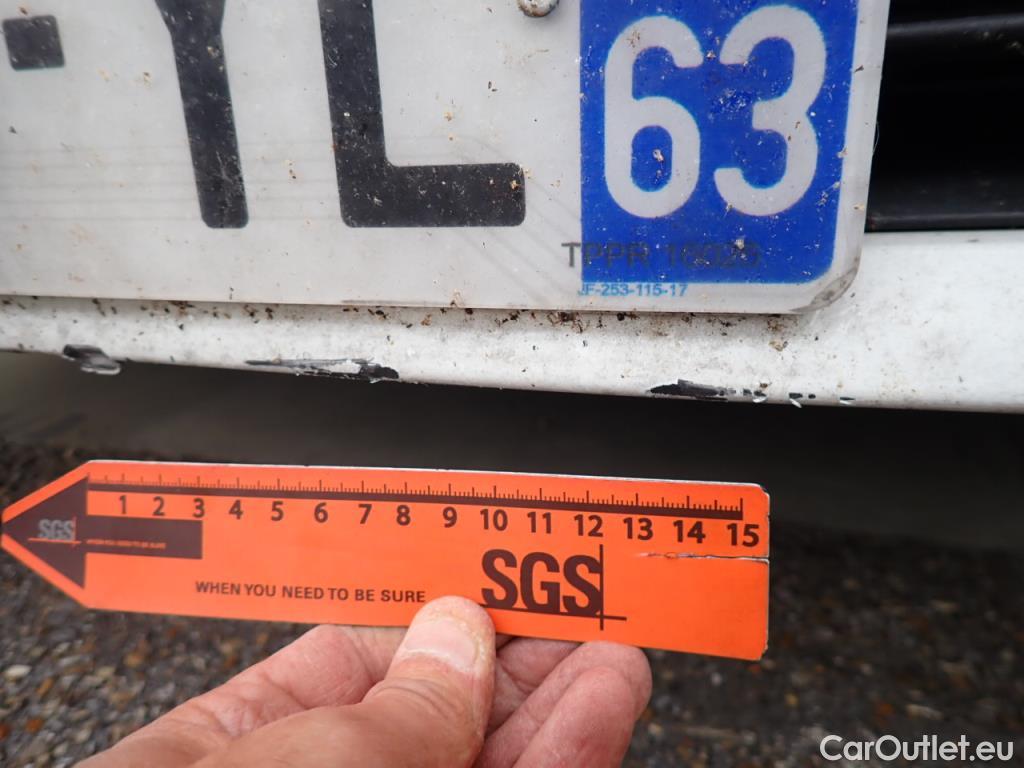 -YL 63
TPPR 16026
JF-253-115-17
1 2 3 4 5 6 7 8 9 10 11 12 13 14 15
SGS
SGS
WHEN YOU NEED TO BE SURE
CarOutlet.eu